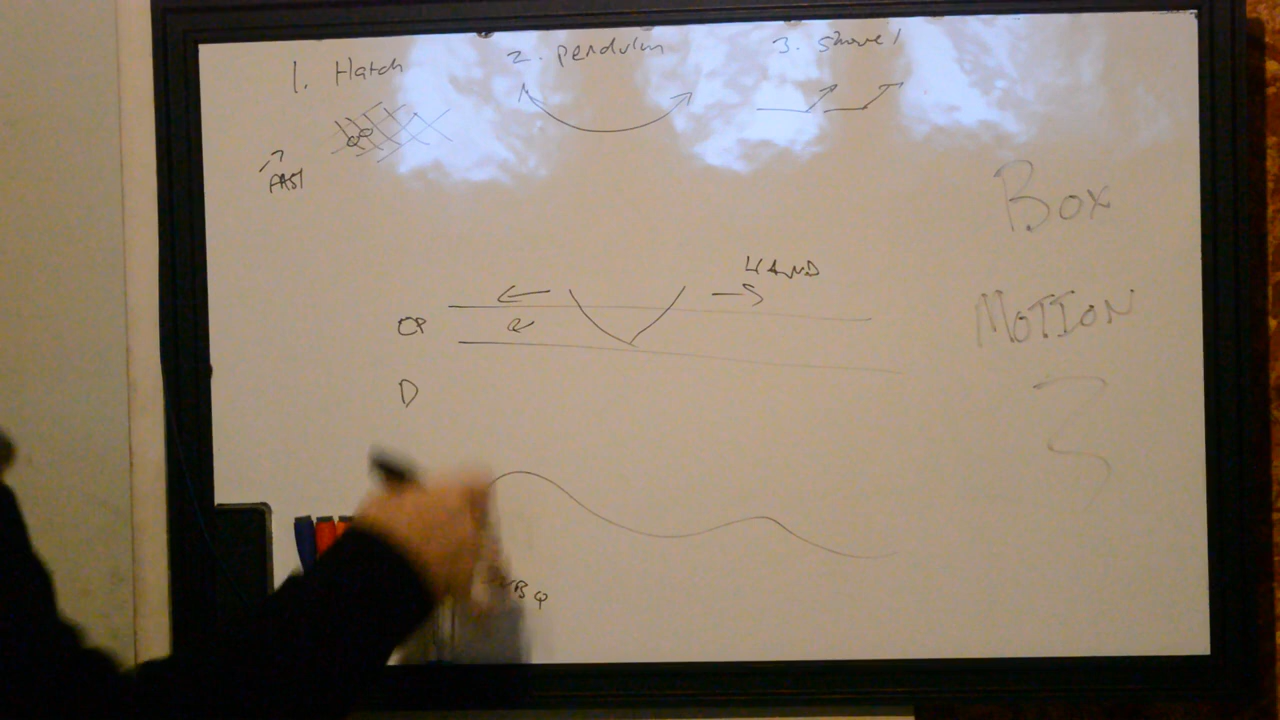 1. Hatch
2. pendulum
3. Shovel
FAST
Box
HAND
MOTION
CP
D